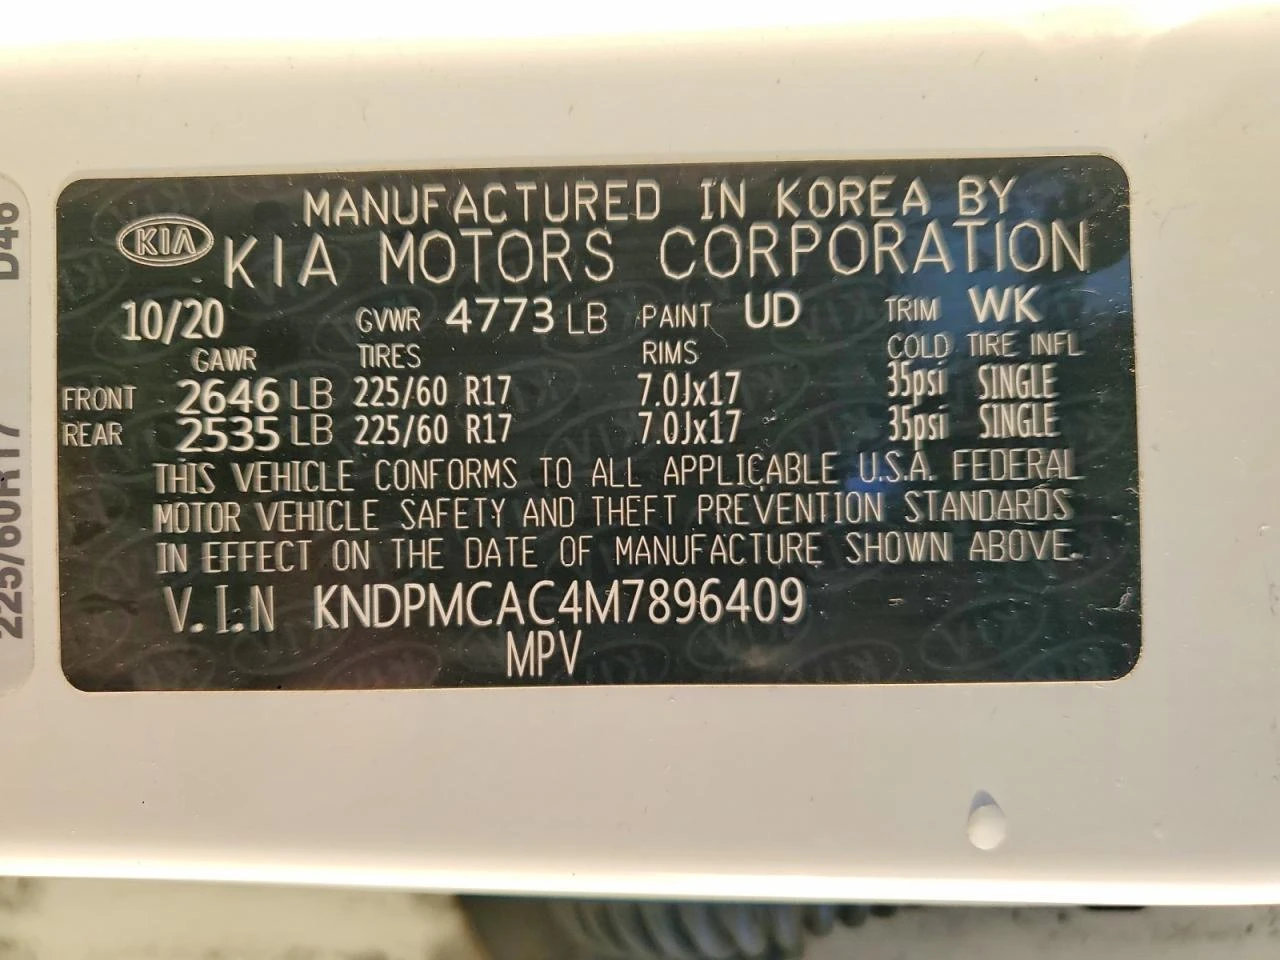 MANUFACTURED IN KOREA BY
KIA
KIA MOTORS CORPORATION
10/20 GVWR 4773 LB PAINT UD TRIM WK
GAWR TIRES RIMS COLD TIRE INFL
FRONT 2646 LB 225/60 R17 7.0Jx17 35psi SINGLE
REAR 2535 LB 225/60 R17 7.0Jx17 35psi SINGLE
THIS VEHICLE CONFORMS TO ALL APPLICABLE U.S.A. FEDERAL
MOTOR VEHICLE SAFETY AND THEFT PREVENTION STANDARDS
IN EFFECT ON THE DATE OF MANUFACTURE SHOWN ABOVE.
V.I.N KNDPMCAC4M7896409
MPV
225/60R17 D46